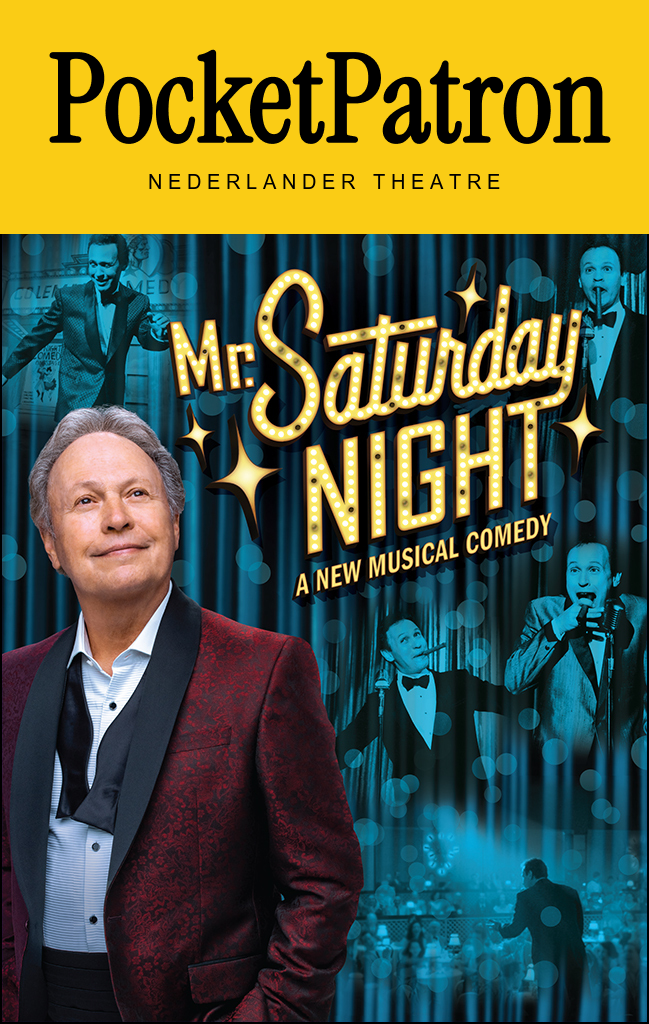 PocketPatron
NEDERLANDER THEATRE
Mr. Saturday
NIGHT
A NEW MUSICAL COMEDY